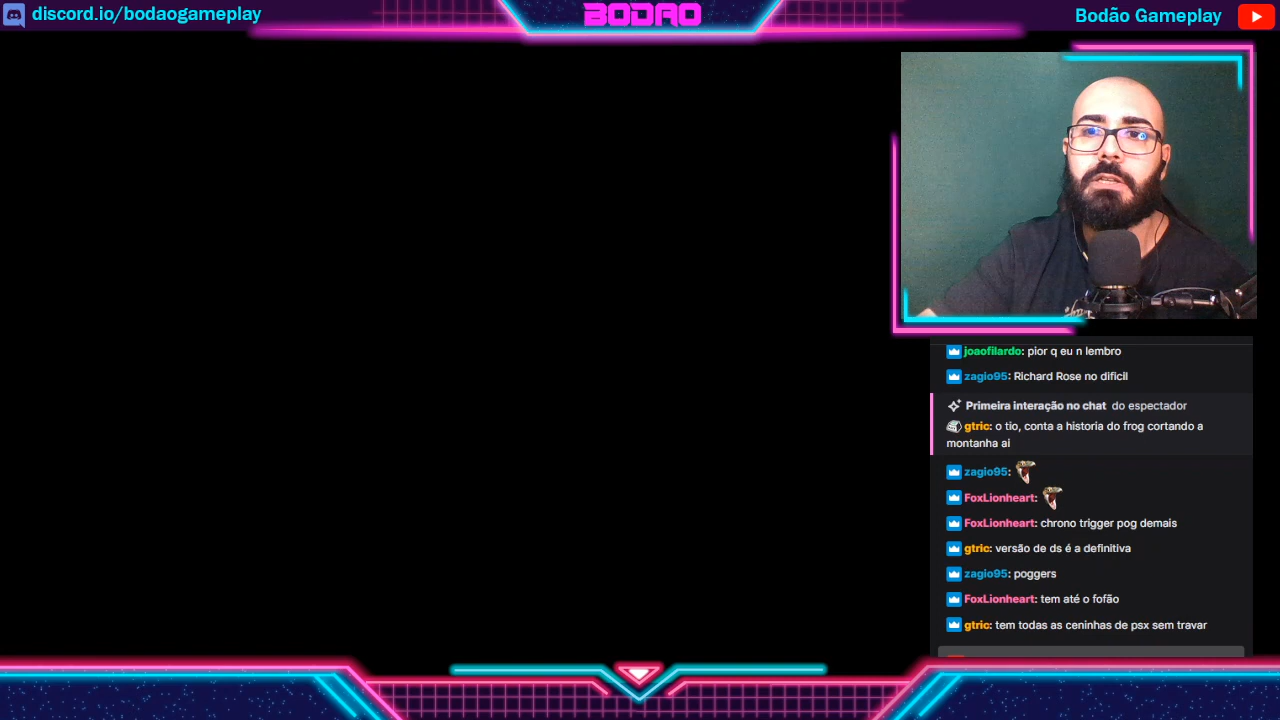 discord.io/bodaogameplay
BODAO
Bodão Gameplay
joaofilardo: pior q eu n lembro
zagio95: Richard Rose no dificil
Primeira interação no chat do espectador
gtric: o tio, conta a historia do frog cortando a
montanha ai
zagio95:
FoxLionheart:
FoxLionheart: chrono trigger pog demais
gtric: versão de ds é a definitiva
zagio95: poggers
FoxLionheart: tem até o fofão
gtric: tem todas as ceninhas de psx sem travar